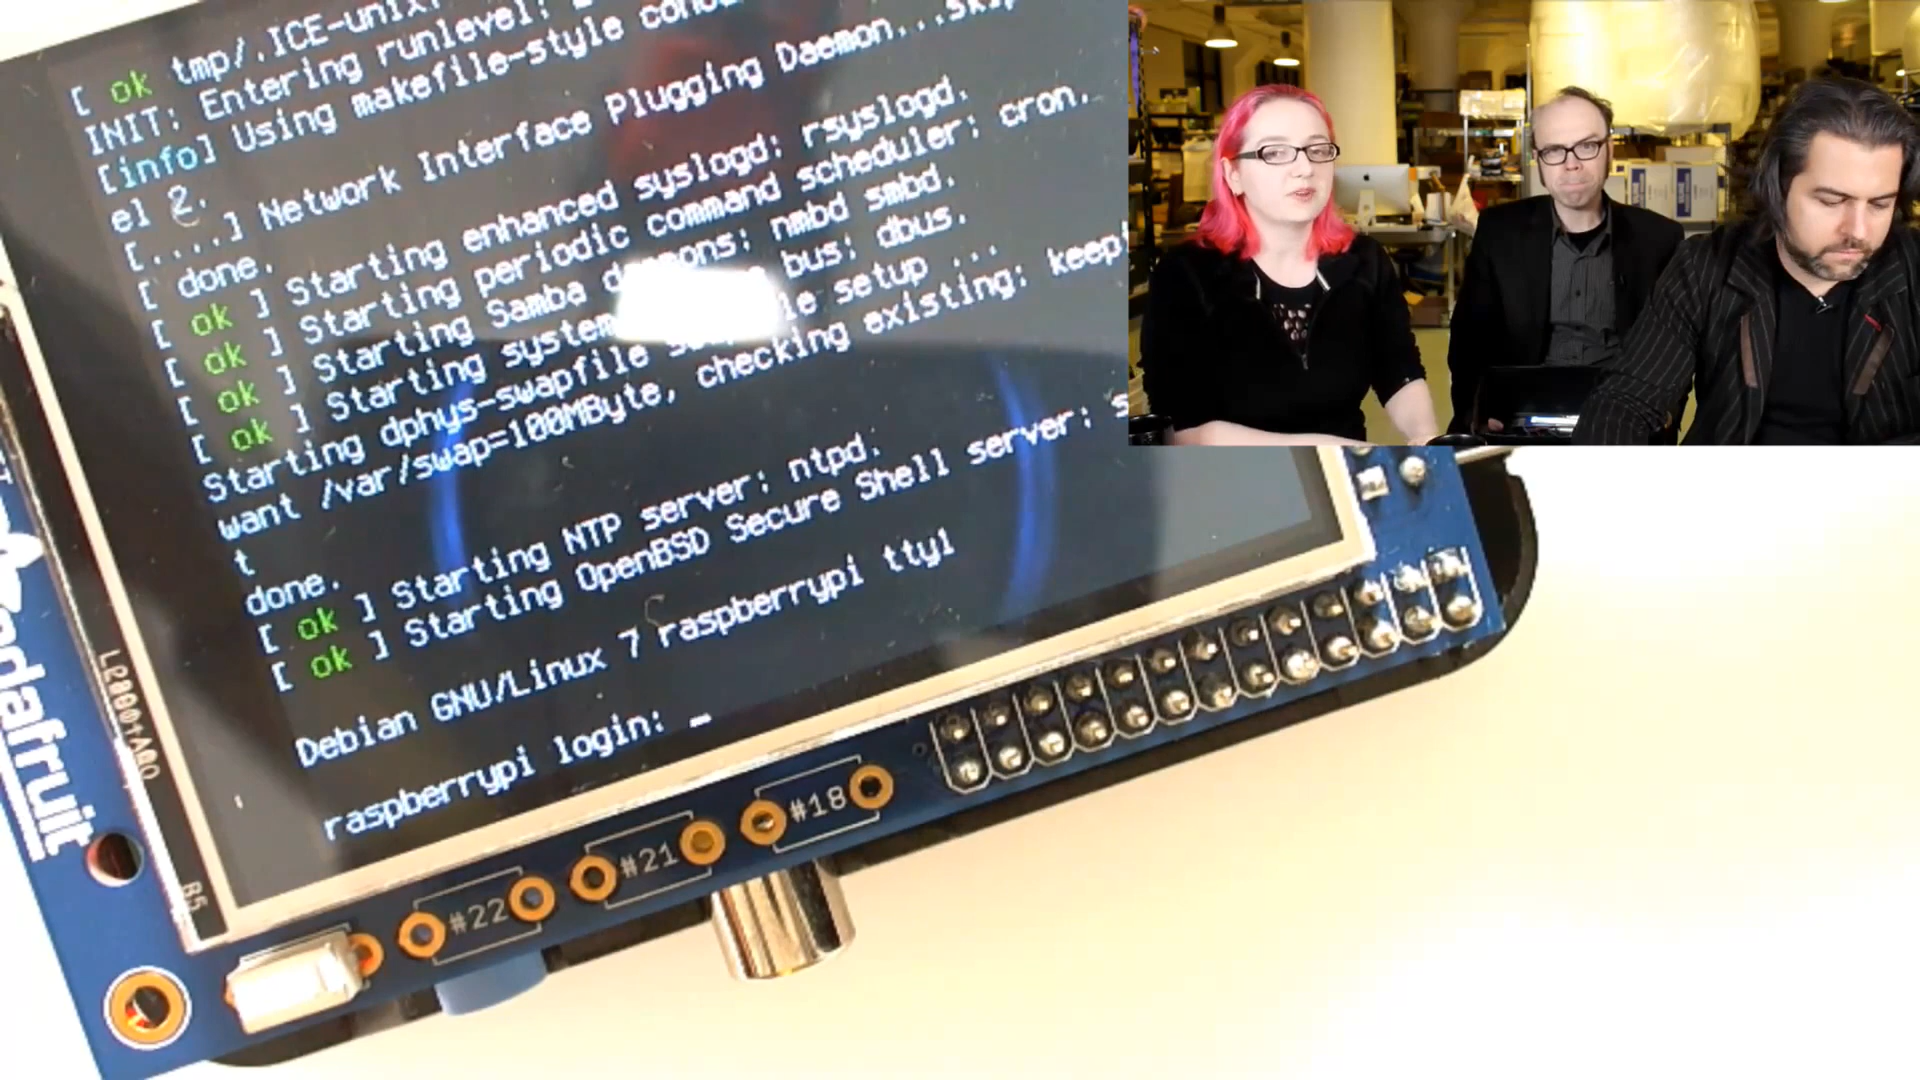 [ ok tmp/.ICE-unix
INIT: Entering runlevel:
[info] Using makefile-style
el 2.
[....] Network Interface Plugging Daemon...skip
[ done.
[ ok ] Starting enhanced syslogd: rsyslogd.
[ ok ] Starting periodic command scheduler: cron.
[ ok ] Starting Samba daemons: nmbd smbd.
[ ok ] Starting system bus: dbus.
Starting dphys-swapfile setup ...
want /var/swap=100MByte, checking existing: keep
t
done.
[ ok ] Starting NTP server: ntpd.
[ ok ] Starting OpenBSD Secure Shell server: s
Debian GNU/Linux 7 raspberrypi tty1
raspberrypi login: _
#18
#21
#22
adafruit